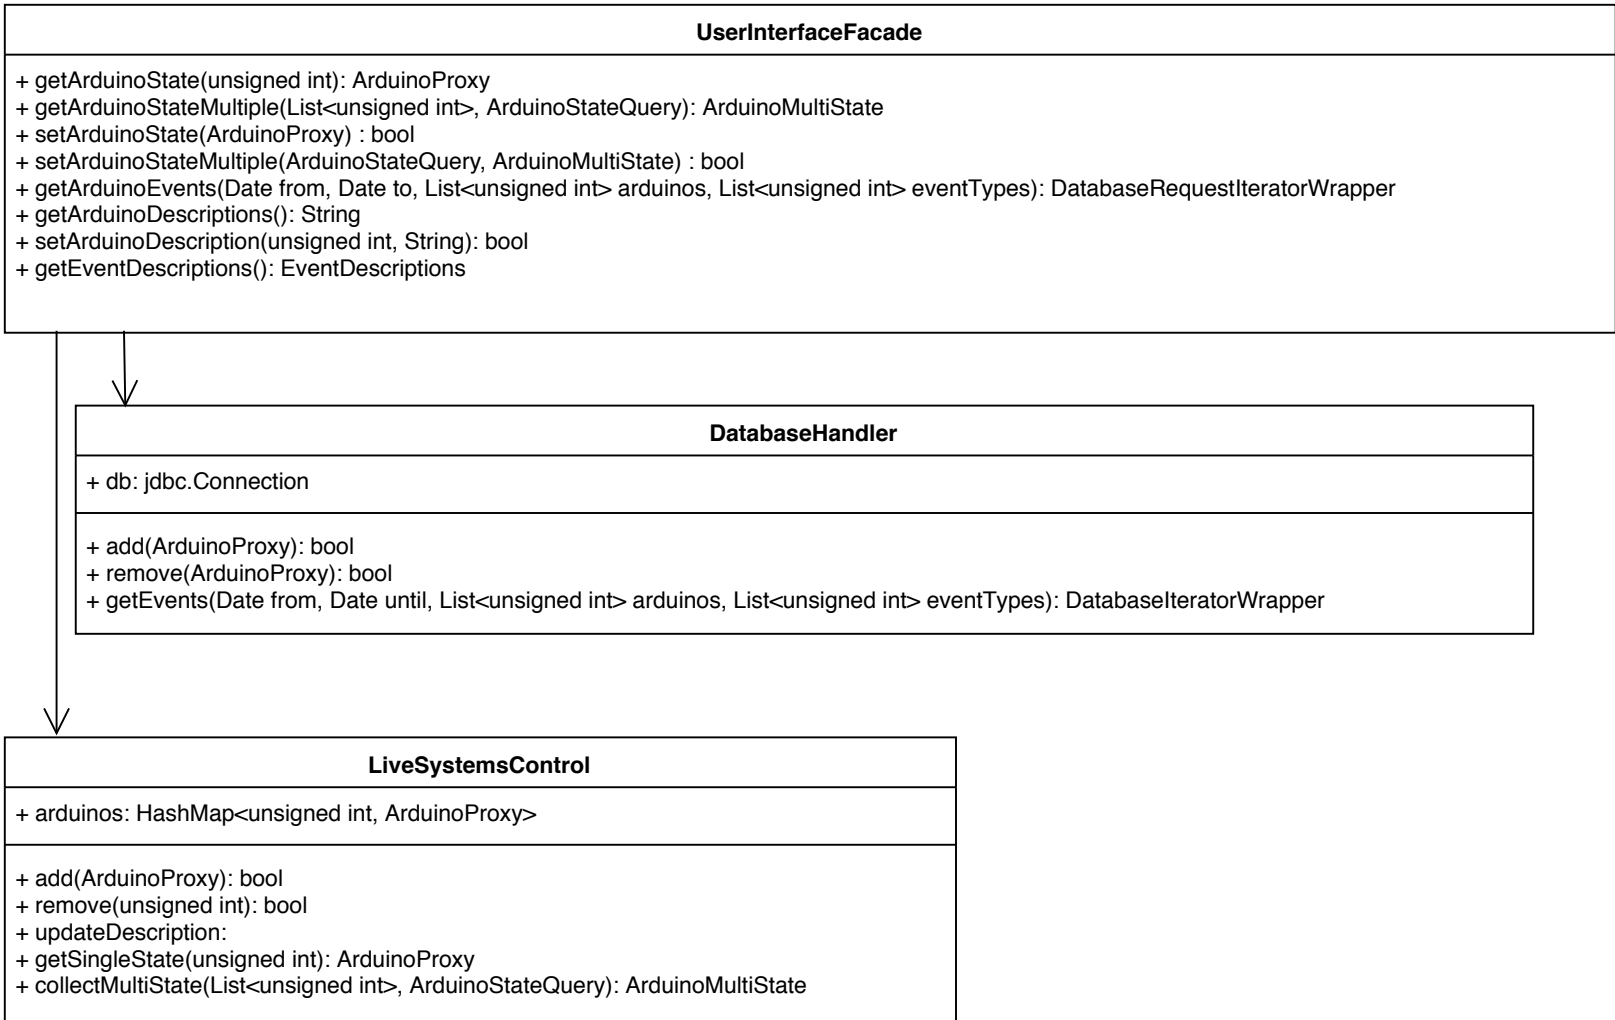 UserInterfaceFacade
+ getArduinoState(unsigned int): ArduinoProxy
+ getArduinoStateMultiple(List<unsigned int>, ArduinoStateQuery): ArduinoMultiState
+ setArduinoState(ArduinoProxy) : bool
+ setArduinoStateMultiple(ArduinoStateQuery, ArduinoMultiState) : bool
+ getArduinoEvents(Date from, Date to, List<unsigned int> arduinos, List<unsigned int> eventTypes): DatabaseRequestIteratorWrapper
+ getArduinoDescriptions(): String
+ setArduinoDescription(unsigned int, String): bool
+ getEventDescriptions(): EventDescriptions
DatabaseHandler
+ db: jdbc.Connection
+ add(ArduinoProxy): bool
+ remove(ArduinoProxy): bool
+ getEvents(Date from, Date until, List<unsigned int> arduinos, List<unsigned int> eventTypes): DatabaseIteratorWrapper
LiveSystemsControl
+ arduinos: HashMap<unsigned int, ArduinoProxy>
+ add(ArduinoProxy): bool
+ remove(unsigned int): bool
+ updateDescription:
+ getSingleState(unsigned int): ArduinoProxy
+ collectMultiState(List<unsigned int>, ArduinoStateQuery): ArduinoMultiState